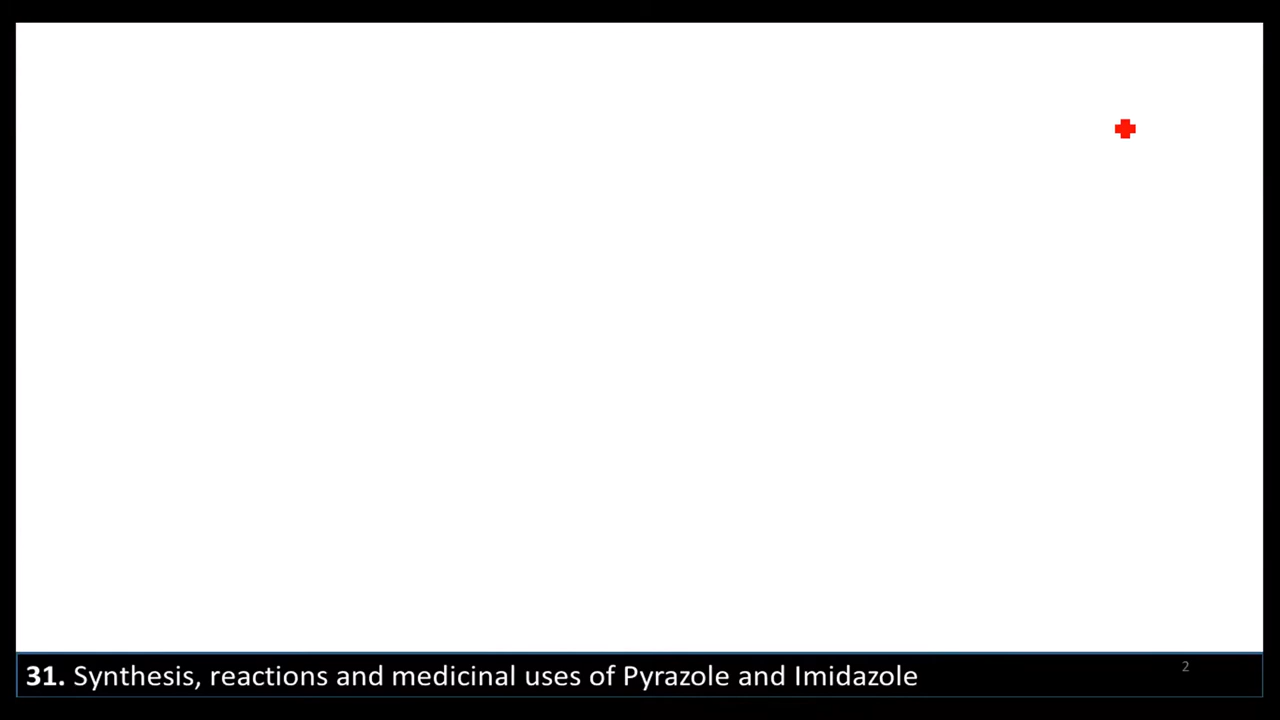 31. Synthesis, reactions and medicinal uses of Pyrazole and Imidazole
2